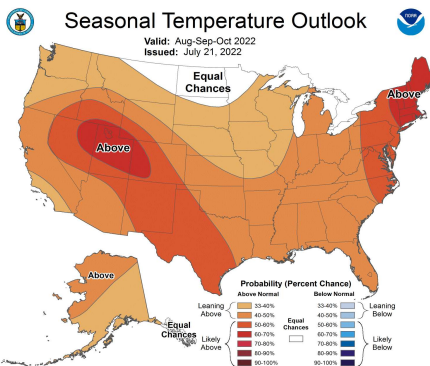 Seasonal Temperature Outlook
Valid: Aug-Sep-Oct 2022
Issued: July 21, 2022
NOAA
Equal
Chances
Above
Above
Above
Equal
Chances
Probability (Percent Chance)
Above Normal
Below Normal
Leaning
Above
33-40%
40-50%
Likely
Above
50-60%
60-70%
70-80%
80-90%
90-100%
Equal
Chances
33-40%
40-50%
Leaning
Below
50-60%
60-70%
70-80%
80-90%
90-100%
Likely
Below